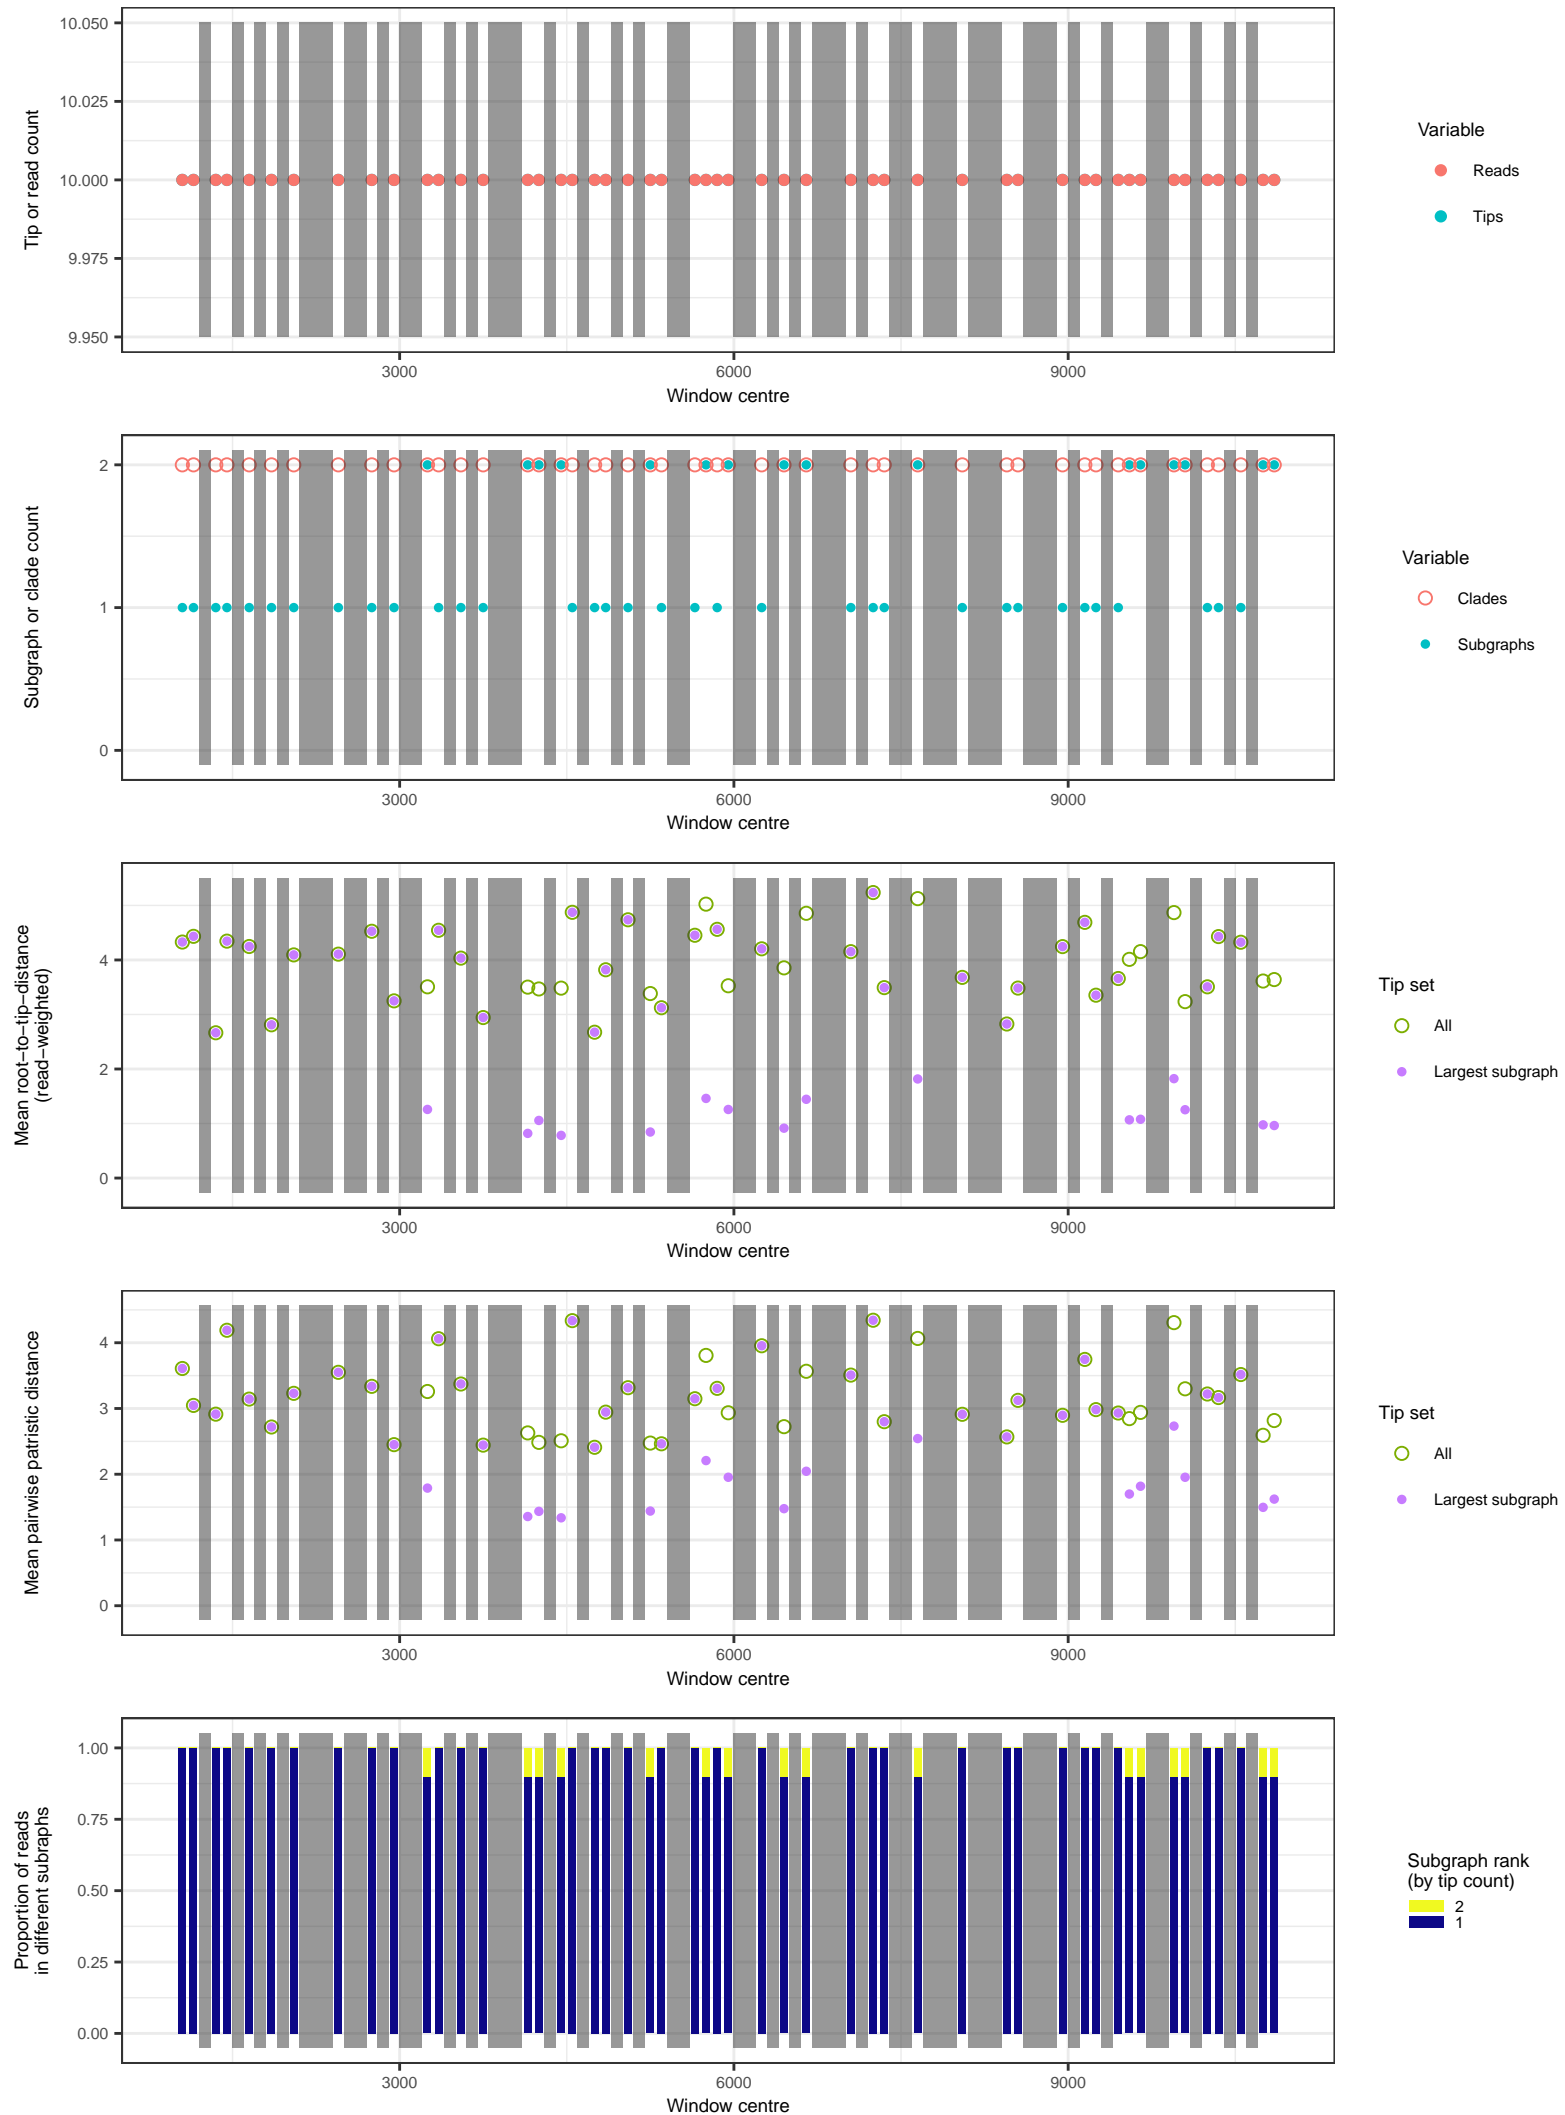 10.050
10.025
10.000
9.975
9.950
Tip or read count
3000
6000
9000
Window centre
Variable
Reads
Tips
2
1
0
Subgraph or clade count
3000
6000
9000
Window centre
Variable
Clades
Subgraphs
4
2
0
Mean root−to−tip−distance
(read−weighted)
3000
6000
9000
Window centre
Tip set
All
Largest subgraph
4
3
2
1
0
Mean pairwise patristic distance
3000
6000
9000
Window centre
Tip set
All
Largest subgraph
1.00
0.75
0.50
0.25
0.00
Proportion of reads
in different subraphs
3000
6000
9000
Window centre
Subgraph rank
(by tip count)
2
1